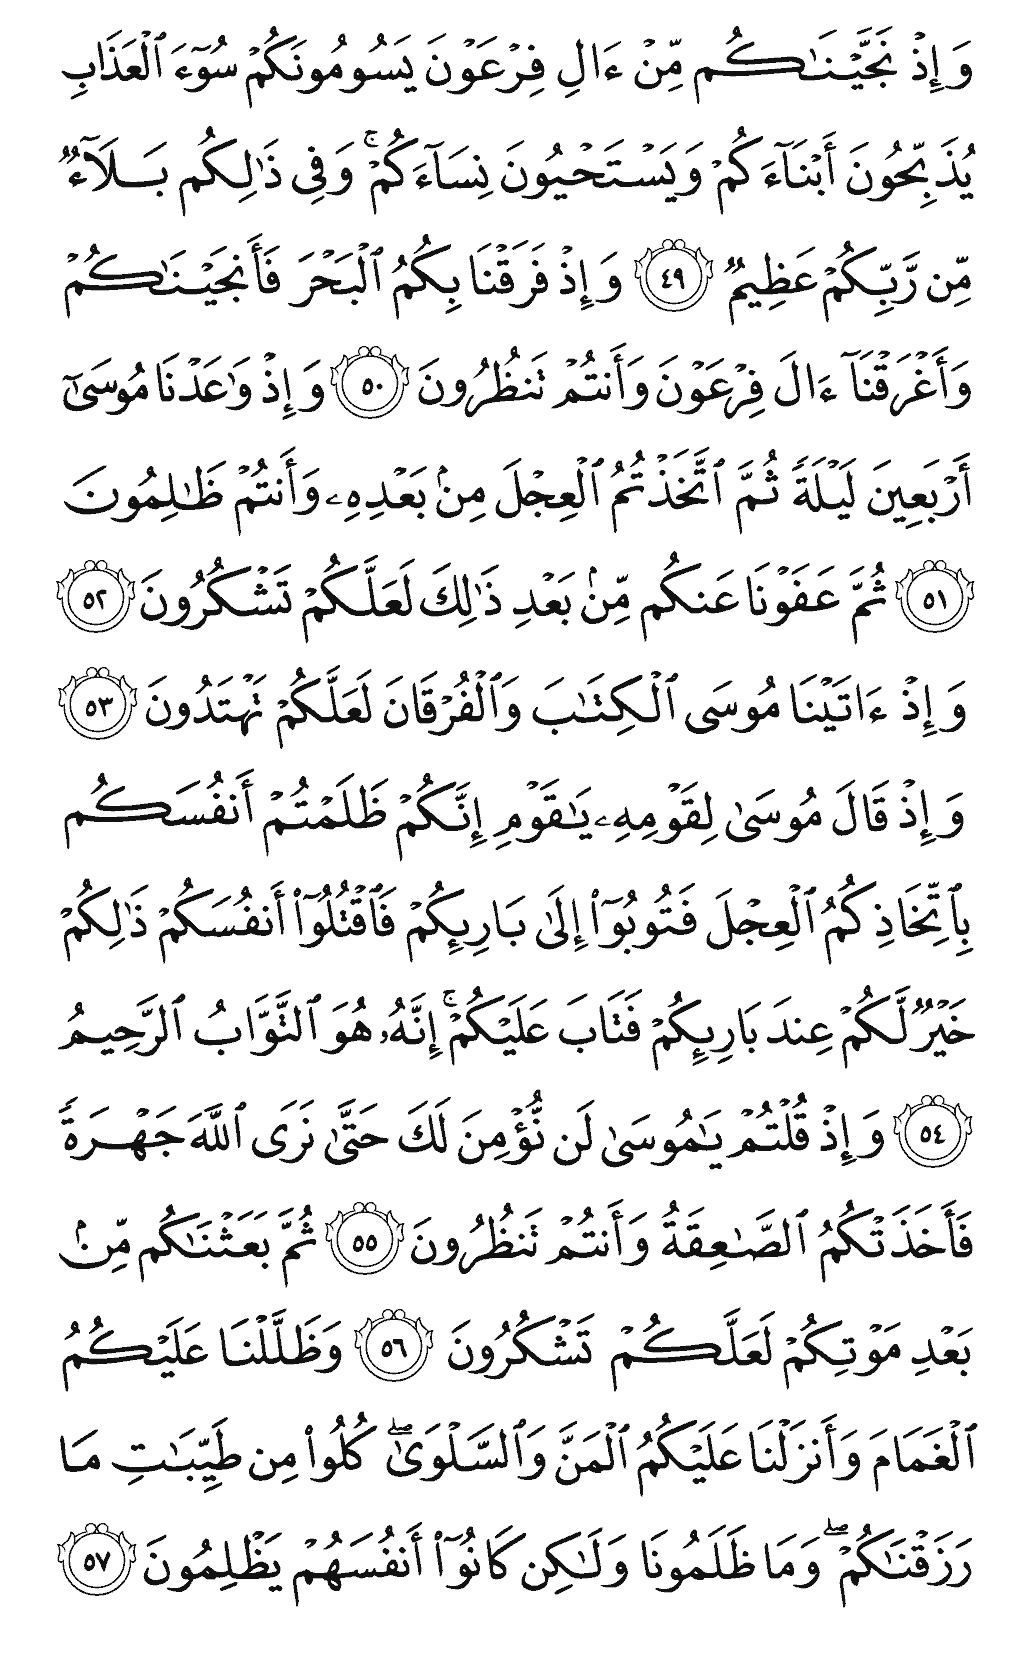 وَإِذْ نَجَّيْنَٰكُم مِّنْ ءَالِ فِرْعَوْنَ يَسُومُونَكُمْ سُوٓءَ ٱلْعَذَابِ
يُذَبِّحُونَ أَبْنَآءَكُمْ وَيَسْتَحْيُونَ نِسَآءَكُمْ ۚ وَفِى ذَٰلِكُم بَلَآءٌ
مِّن رَّبِّكُمْ عَظِيمٌ ٤٩ وَإِذْ فَرَقْنَا بِكُمُ ٱلْبَحْرَ فَأَنجَيْنَٰكُمْ
وَأَغْرَقْنَآ ءَالَ فِرْعَوْنَ وَأَنتُمْ تَنظُرُونَ ٥٠ وَإِذْ وَٰعَدْنَا مُوسَىٰٓ
أَرْبَعِينَ لَيْلَةً ثُمَّ ٱتَّخَذْتُمُ ٱلْعِجْلَ مِنۢ بَعْدِهِۦ وَأَنتُمْ ظَٰلِمُونَ
٥١ ثُمَّ عَفَوْنَا عَنكُم مِّنۢ بَعْدِ ذَٰلِكَ لَعَلَّكُمْ تَشْكُرُونَ ٥٢
وَإِذْ ءَاتَيْنَا مُوسَى ٱلْكِتَٰبَ وَٱلْفُرْقَانَ لَعَلَّكُمْ تَهْتَدُونَ ٥٣
وَإِذْ قَالَ مُوسَىٰ لِقَوْمِهِۦ يَٰقَوْمِ إِنَّكُمْ ظَلَمْتُمْ أَنفُسَكُم
بِٱتِّخَاذِكُمُ ٱلْعِجْلَ فَتُوبُوٓا۟ إِلَىٰ بَارِئِكُمْ فَٱقْتُلُوٓا۟ أَنفُسَكُمْ ذَٰلِكُمْ
خَيْرٌ لَّكُمْ عِندَ بَارِئِكُمْ فَتَابَ عَلَيْكُمْ ۚ إِنَّهُۥ هُوَ ٱلتَّوَّابُ ٱلرَّحِيمُ
٥٤ وَإِذْ قُلْتُمْ يَٰمُوسَىٰ لَن نُّؤْمِنَ لَكَ حَتَّىٰ نَرَى ٱللَّهَ جَهْرَةً
فَأَخَذَتْكُمُ ٱلصَّٰعِقَةُ وَأَنتُمْ تَنظُرُونَ ٥٥ ثُمَّ بَعَثْنَٰكُم مِّنۢ
بَعْدِ مَوْتِكُمْ لَعَلَّكُمْ تَشْكُرُونَ ٥٦ وَظَلَّلْنَا عَلَيْكُمُ
ٱلْغَمَامَ وَأَنزَلْنَا عَلَيْكُمُ ٱلْمَنَّ وَٱلسَّلْوَىٰ ۖ كُلُوا۟ مِن طَيِّبَٰتِ مَا
رَزَقْنَٰكُمْ ۖ وَمَا ظَلَمُونَا وَلَٰكِن كَانُوٓا۟ أَنفُسَهُمْ يَظْلِمُونَ ٥٧